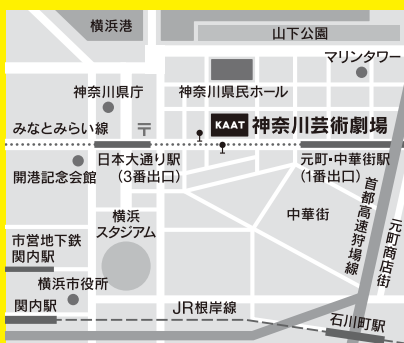 横浜港
山下公園
マリンタワー
神奈川県庁
神奈川県民ホール
みなとみらい線
〒
KAAT 神奈川芸術劇場
日本大通り駅
（3番出口）
元町・中華街駅
（1番出口）
開港記念会館
横浜
スタジアム
中華街
首都高速狩場線
元町商店街
市営地下鉄
関内駅
横浜市役所
関内駅
JR根岸線
石川町駅